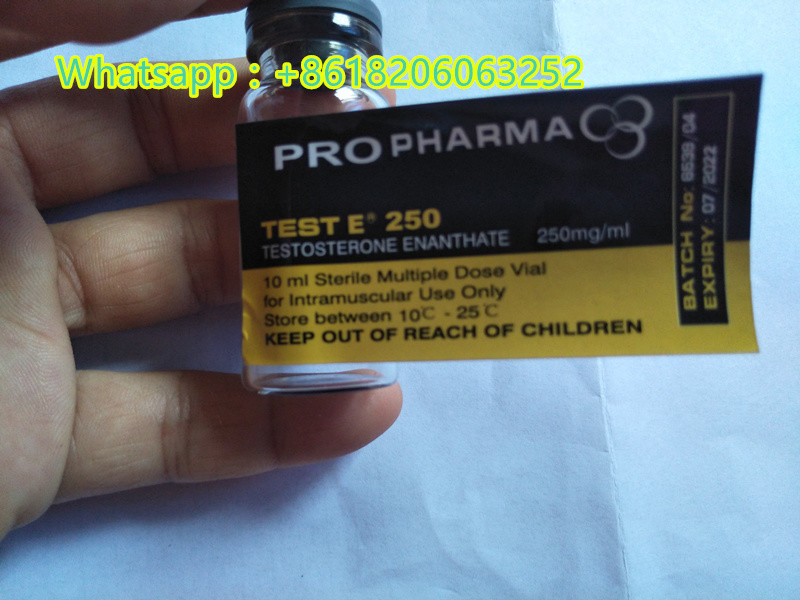 Whatsapp：+8618206063252
PRO PHARMA
TEST E® 250
TESTOSTERONE ENANTHATE 250mg/ml
10 ml Sterile Multiple Dose Vial
for Intramuscular Use Only
Store between 10℃ - 25℃
KEEP OUT OF REACH OF CHILDREN
BATCH No: 6639/04
EXPIRY: 07/2022